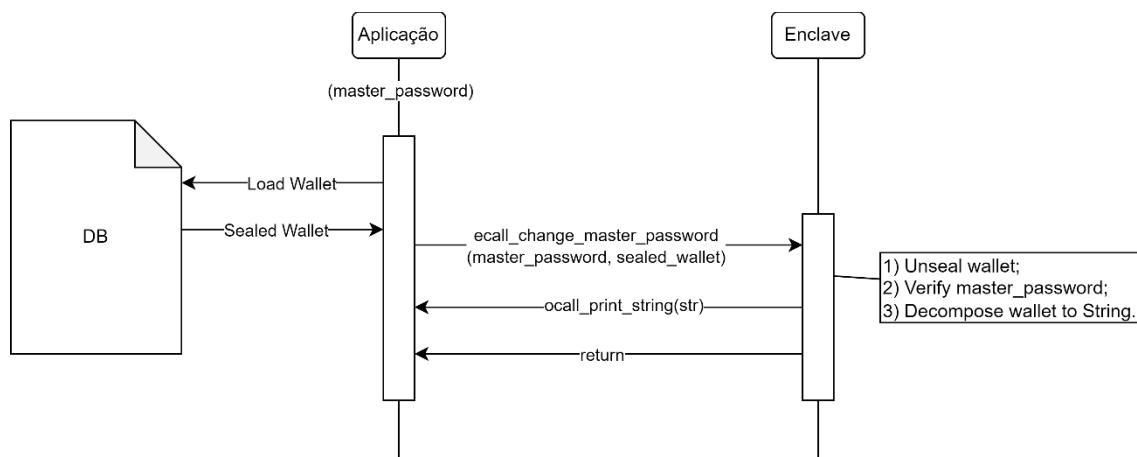 Aplicação
Enclave
(master_password)
Load Wallet
DB
Sealed Wallet
ecall_change_master_password
(master_password, sealed_wallet)
1) Unseal wallet;
2) Verify master_password;
3) Decompose wallet to String.
ocall_print_string(str)
return